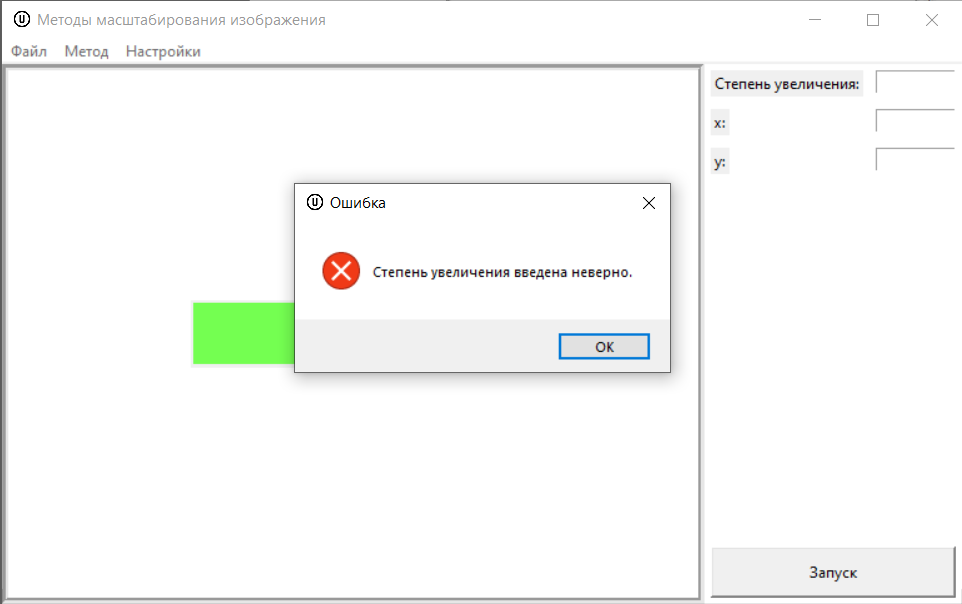 Методы масштабирования изображения
Файл Метод Настройки
Степень увеличения:
x:
y:
Ошибка
Степень увеличения введена неверно.
OK
Запуск